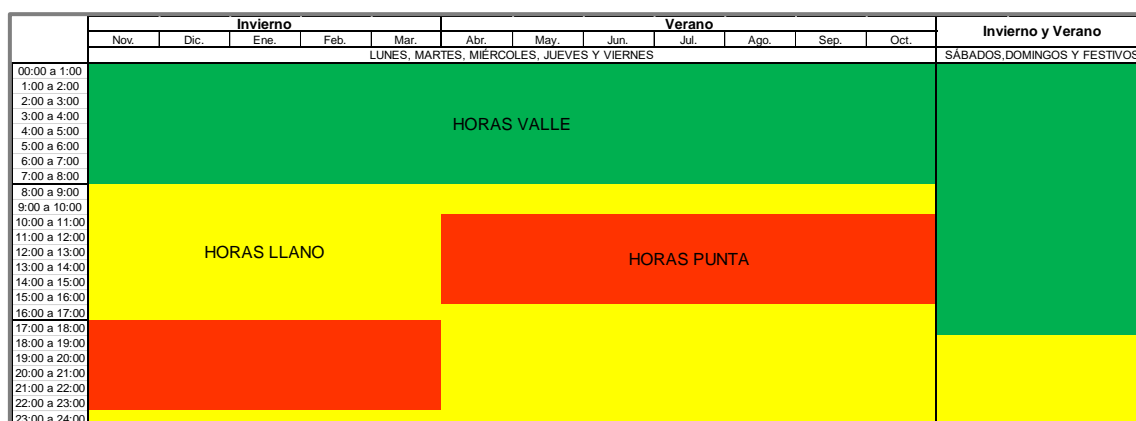 Invierno Verano Invierno y Verano
Nov. Dic. Ene. Feb. Mar. Abr. May. Jun. Jul. Ago. Sep. Oct.
LUNES, MARTES, MIÉRCOLES, JUEVES Y VIERNES SÁBADOS,DOMINGOS Y FESTIVOS
00:00 a 1:00
1:00 a 2:00
2:00 a 3:00
3:00 a 4:00
HORAS VALLE
4:00 a 5:00
5:00 a 6:00
6:00 a 7:00
7:00 a 8:00
8:00 a 9:00
9:00 a 10:00
10:00 a 11:00
11:00 a 12:00
12:00 a 13:00 HORAS LLANO
13:00 a 14:00 HORAS PUNTA
14:00 a 15:00
15:00 a 16:00
16:00 a 17:00
17:00 a 18:00
18:00 a 19:00
19:00 a 20:00
20:00 a 21:00
21:00 a 22:00
22:00 a 23:00
23:00 a 24:00